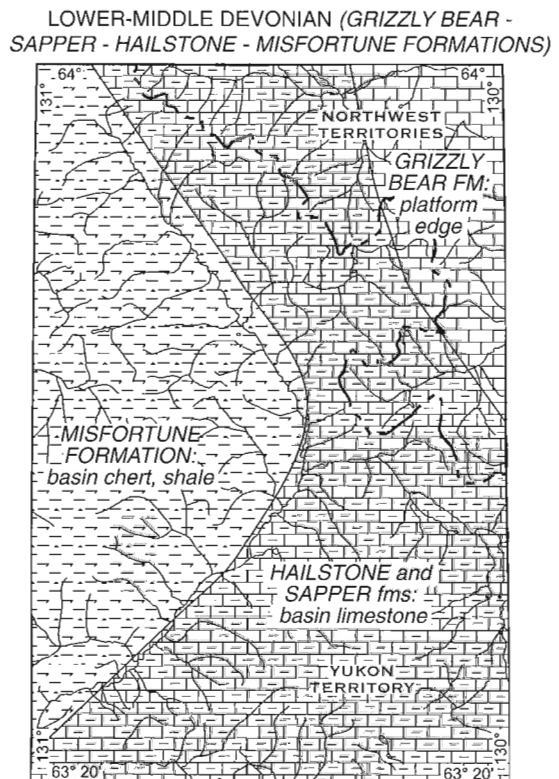 LOWER-MIDDLE DEVONIAN (GRIZZLY BEAR -
SAPPER - HAILSTONE - MISFORTUNE FORMATIONS)
64°
64°
131°
130°
NORTHWEST
TERRITORIES
GRIZZLY
BEAR FM:
platform
edge
MISFORTUNE
FORMATION:
basin chert, shale
HAILSTONE and
SAPPER fms:
basin limestone
YUKON
TERRITORY
131°
130°
63° 20'
63° 20'